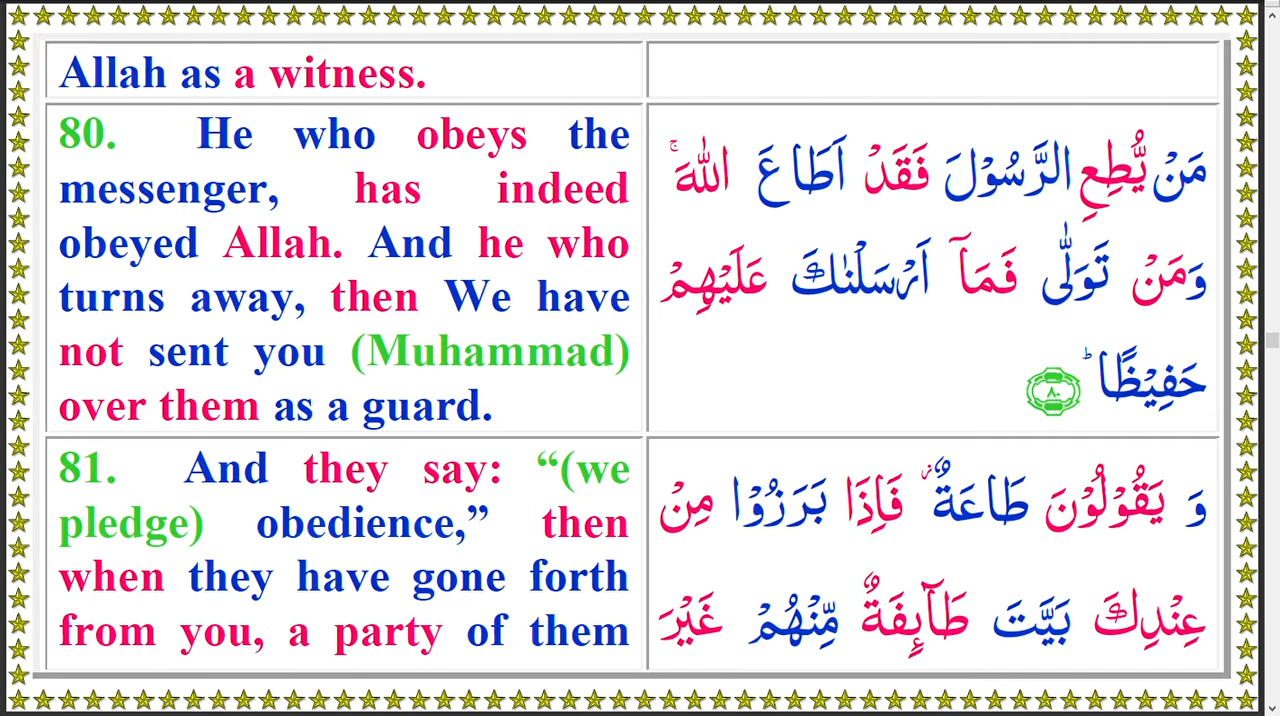 Allah as a witness.
80. He who obeys the
messenger, has indeed
obeyed Allah. And he who
turns away, then We have
not sent you (Muhammad)
over them as a guard.
مَنْ يُّطِعِ الرَّسُوْلَ فَقَدْ اَطَاعَ اللّٰهَ ۚ
وَمَنْ تَوَلّٰى فَمَاۤ اَرْسَلْنٰكَ عَلَيْهِمْ
حَفِيْظًا ؕ ۸۰
81. And they say: “(we
pledge) obedience,” then
when they have gone forth
from you, a party of them
وَ يَقُوْلُوْنَ طَاعَةٌ ؗ فَاِذَا بَرَزُوْا مِنْ
عِنْدِكَ بَيَّتَ طَآىِٕفَةٌ مِّنْهُمْ غَيْرَ